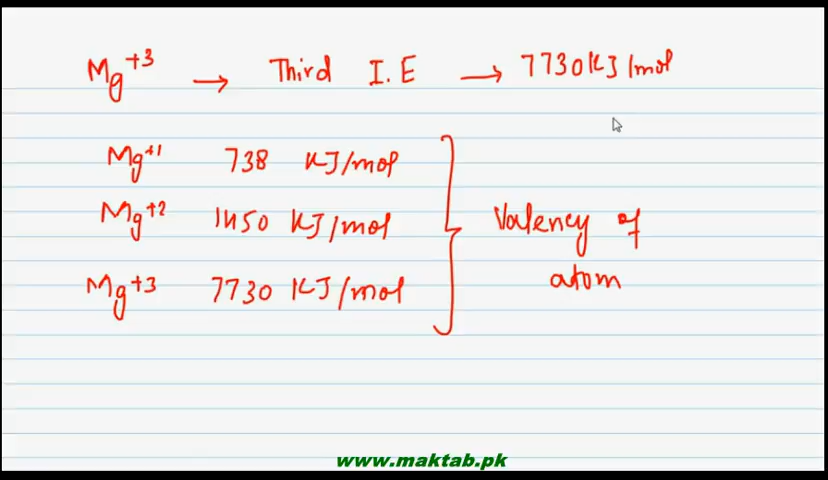 Mg+3 → Third I.E → 7730 KJ/mol
Mg+1 738 KJ/mol
Mg+2 1450 KJ/mol
Mg+3 7730 KJ/mol
Valency of
atom
www.maktab.pk